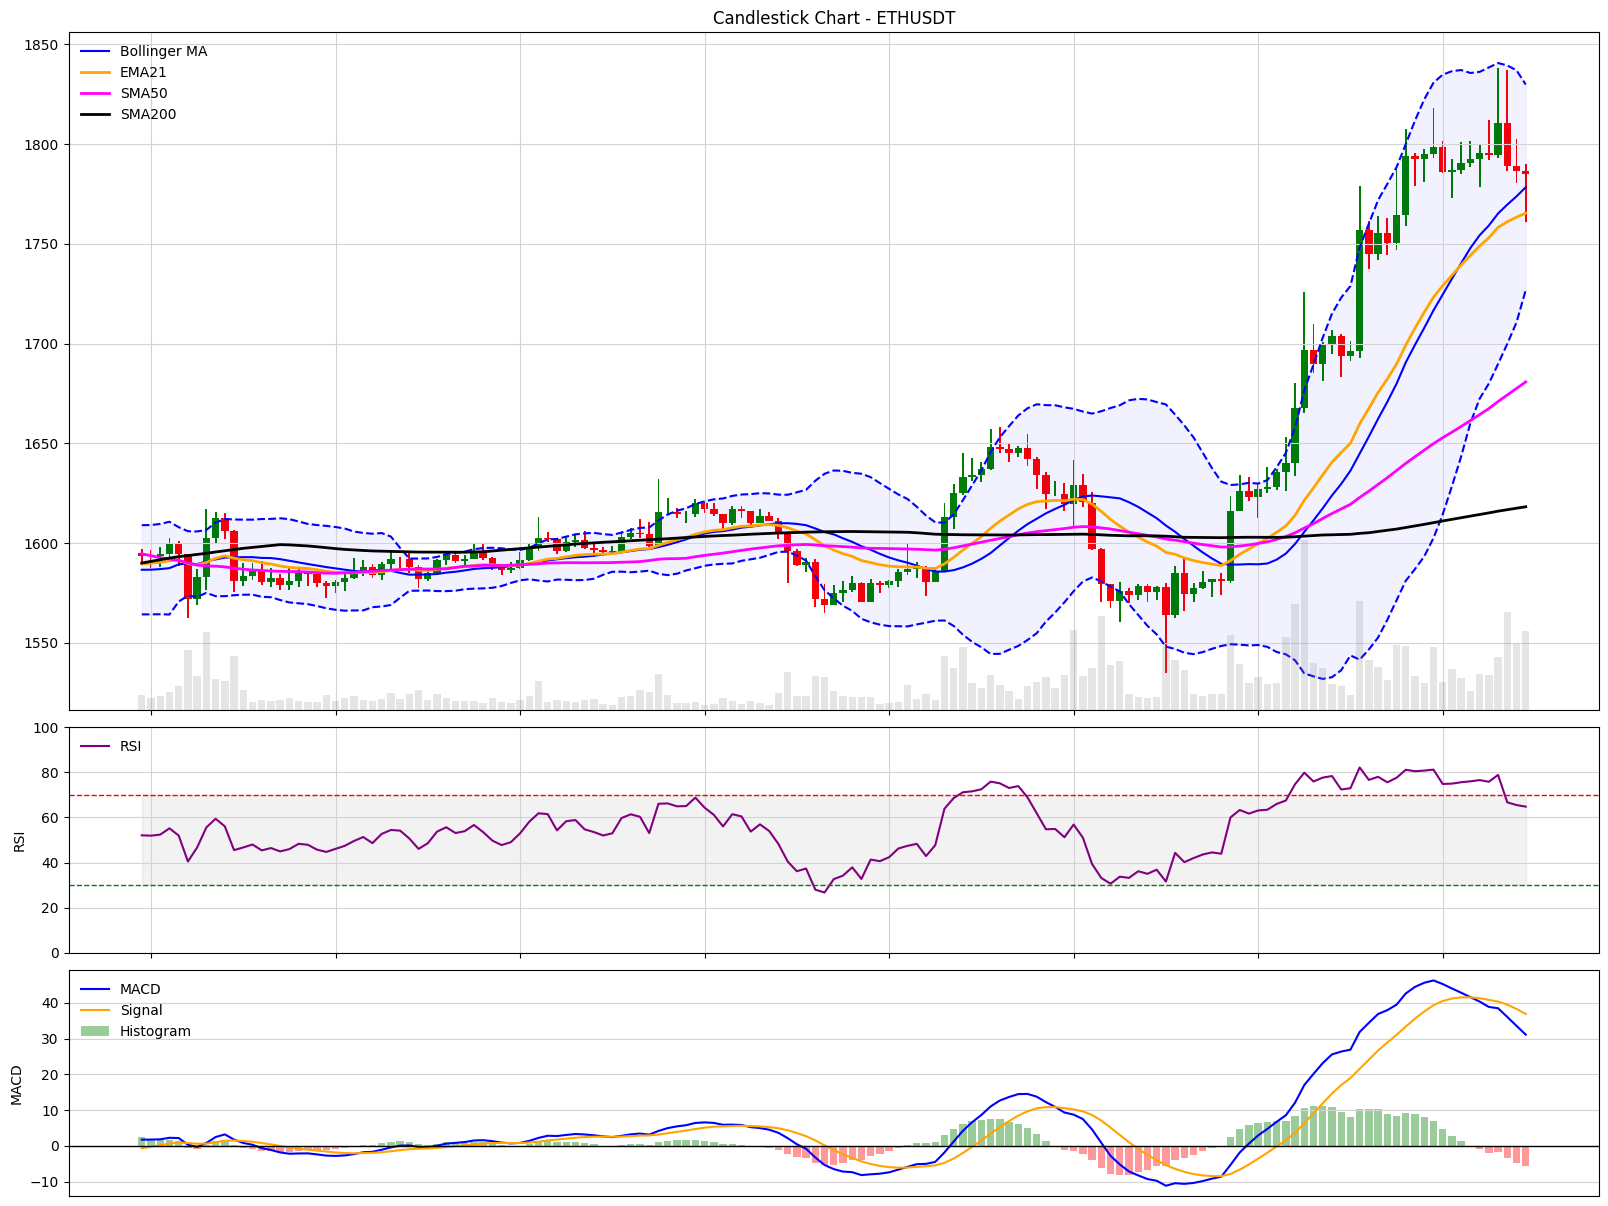 Candlestick Chart - ETHUSDT
Bollinger MA
EMA21
SMA50
SMA200
1850
1800
1750
1700
1650
1600
1550
RSI
100
80
60
40
20
0
RSI
MACD
Signal
Histogram
40
30
20
10
0
−10
MACD